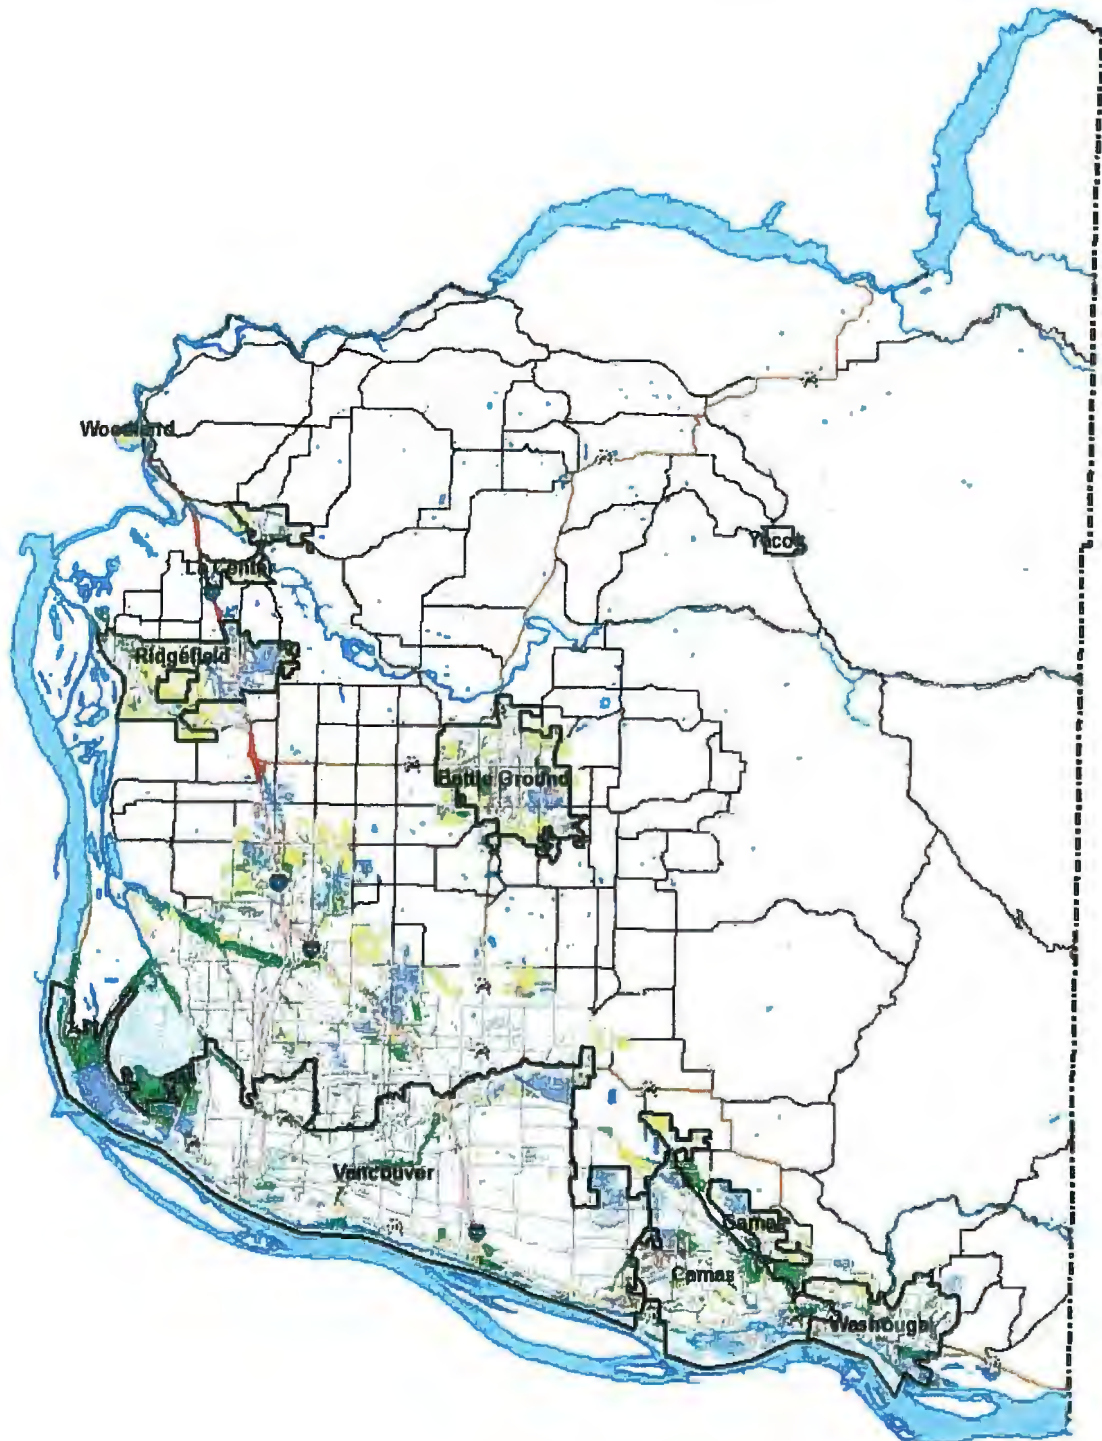 Woodland
Yacolt
La Center
Ridgefield
Battle Ground
Vancouver
Camas
Camas
Washougal